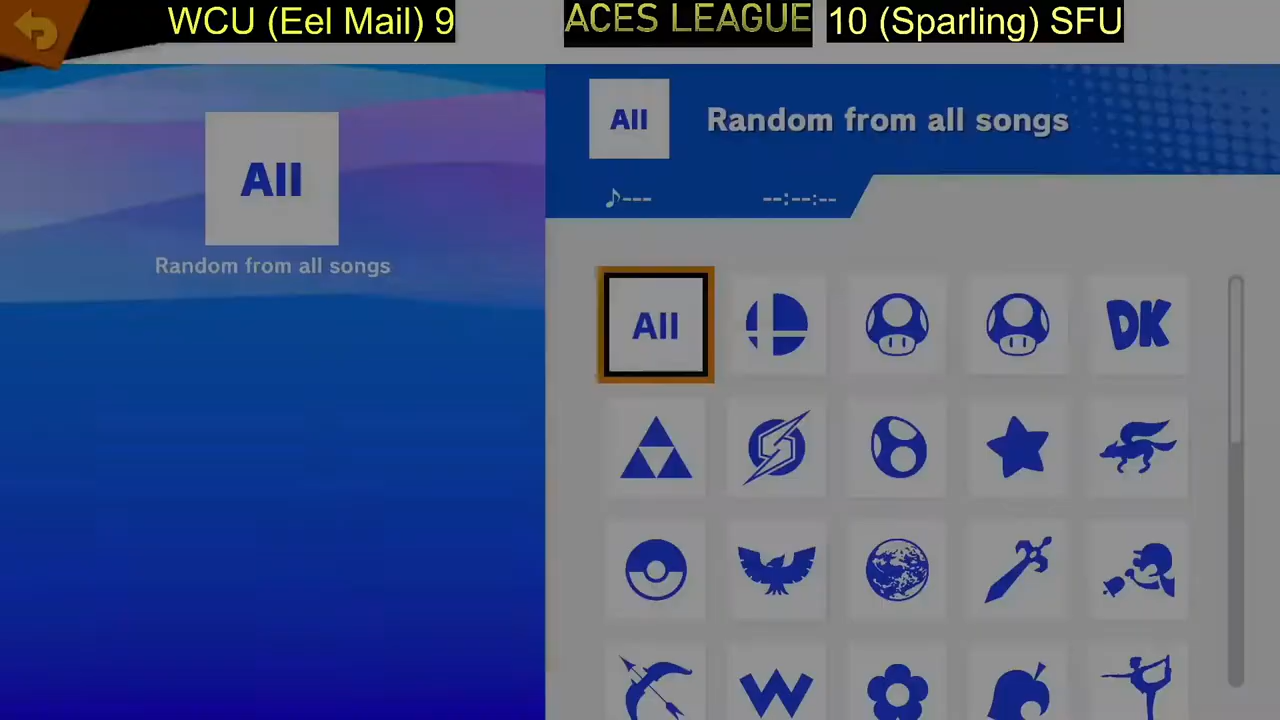 WCU (Eel Mail) 9
ACES LEAGUE
10 (Sparling) SFU
All
Random from all songs
All
Random from all songs
♪---
--:--:--
All
DK